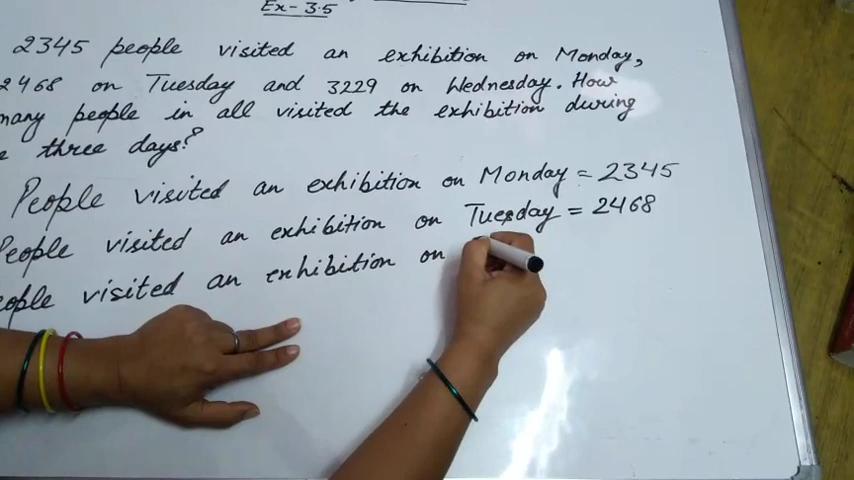 Ex- 3.5
2345 people visited an exhibition on Monday,
2468 on Tuesday and 3229 on Wednesday. How
many people in all visited the exhibition during
three days?
People visited an exhibition on Monday = 2345
People visited an exhibition on Tuesday = 2468
eople visited an exhibition on